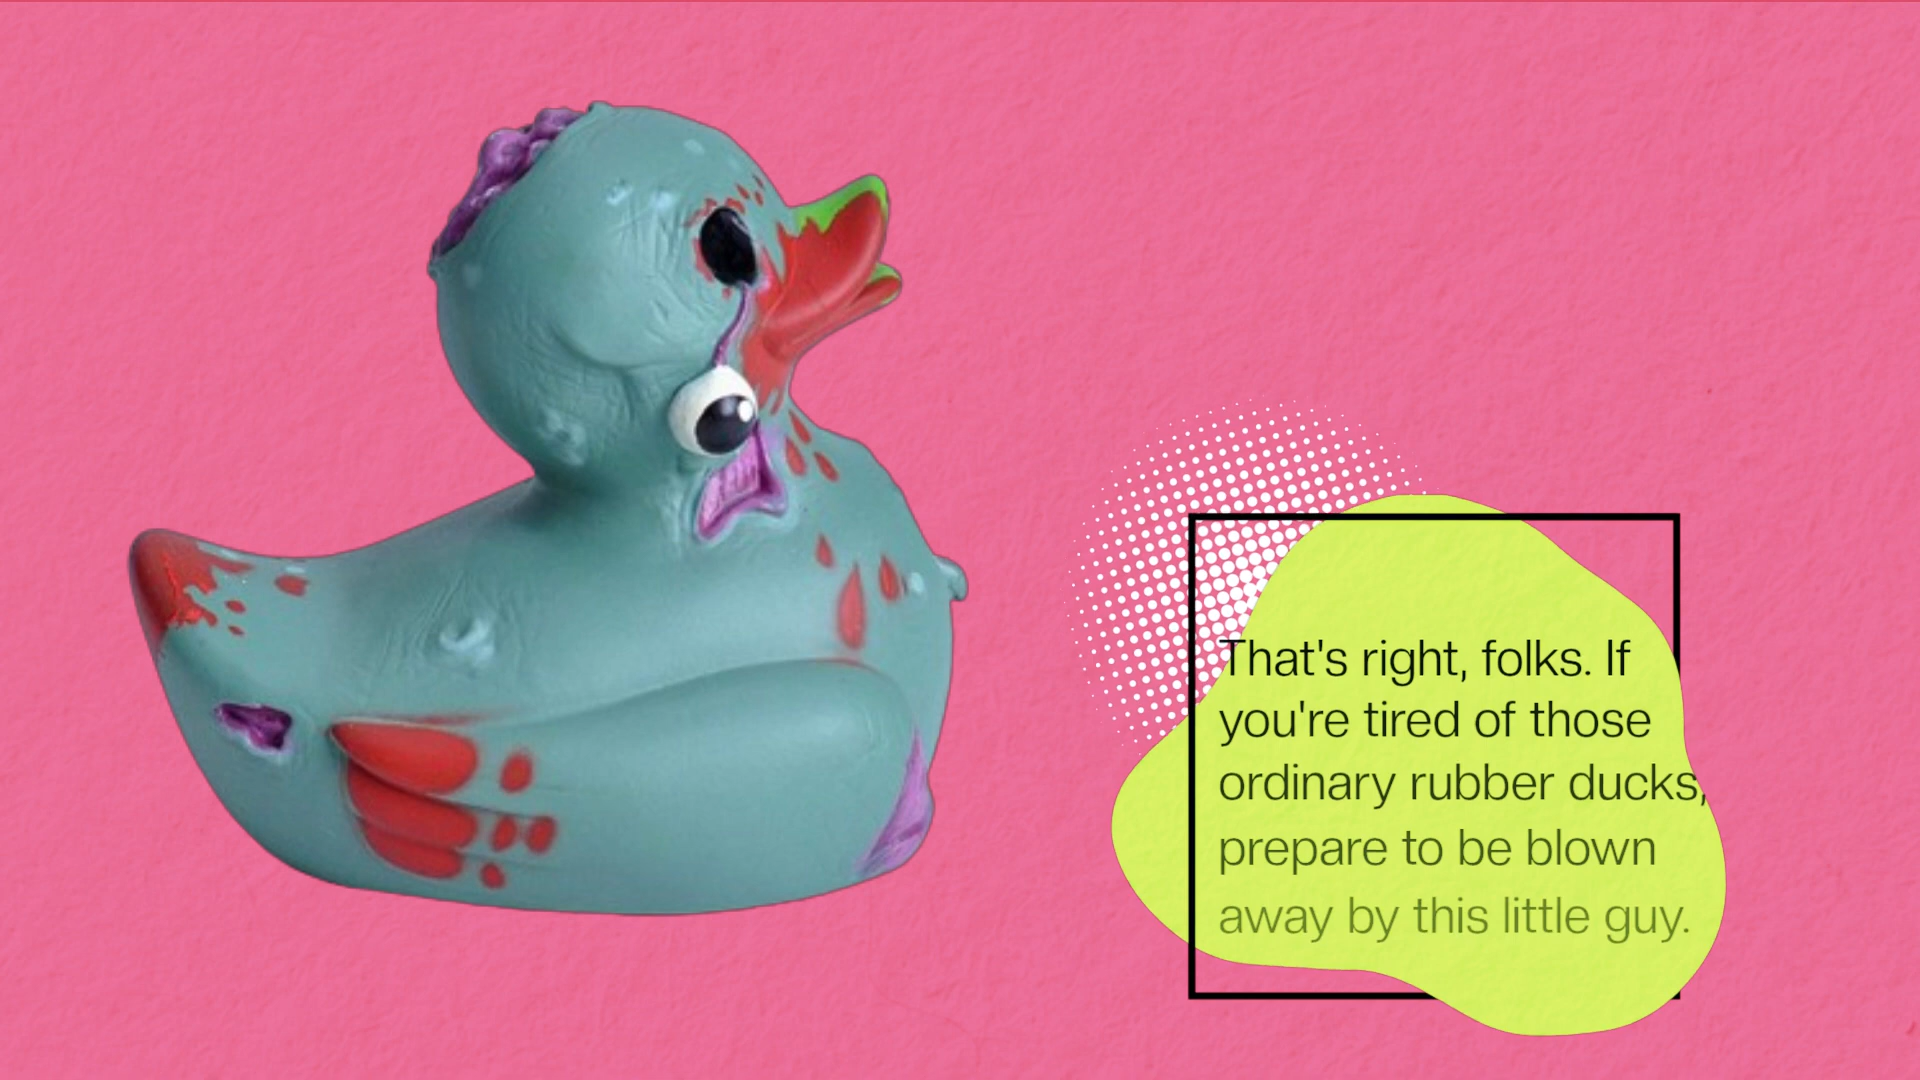 That's right, folks. If
you're tired of those
ordinary rubber ducks,
prepare to be blown
away by this little guy.